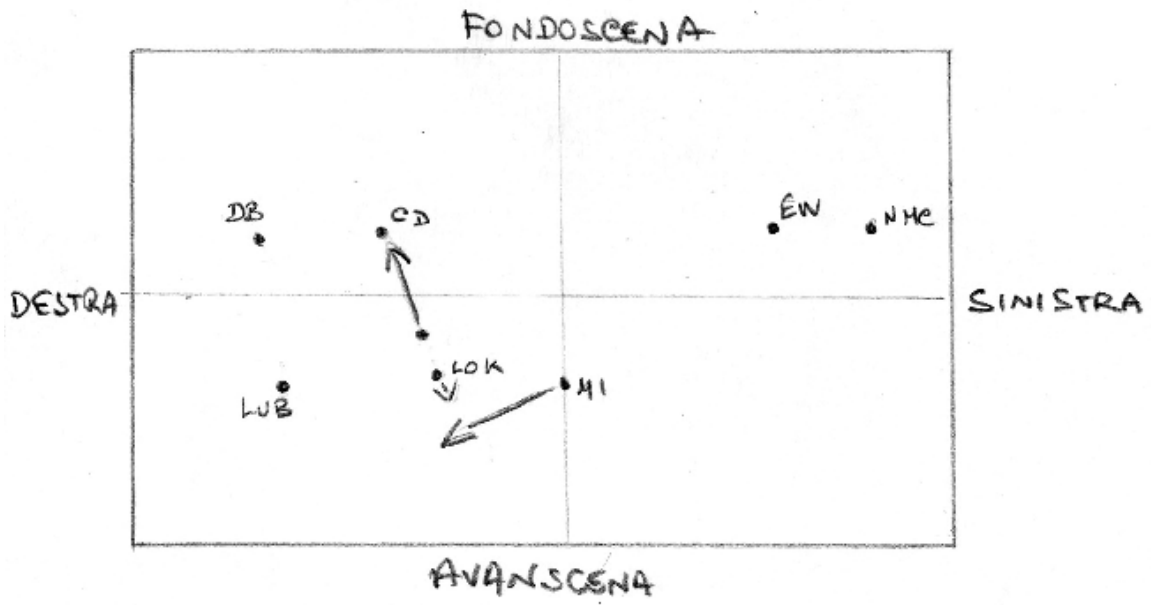 FONDOSCENA
DB
CD
EW
NMC
DESTRA
SINISTRA
LOK
MI
LUB
AVANSCENA